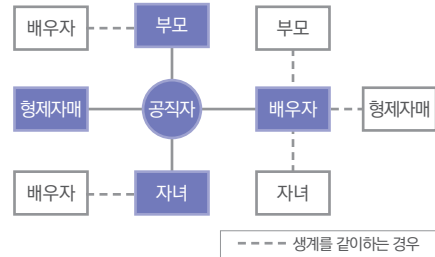 배우자 부모 부모
형제자매 공직자 배우자 형제자매
배우자 자녀 자녀
생계를 같이하는 경우